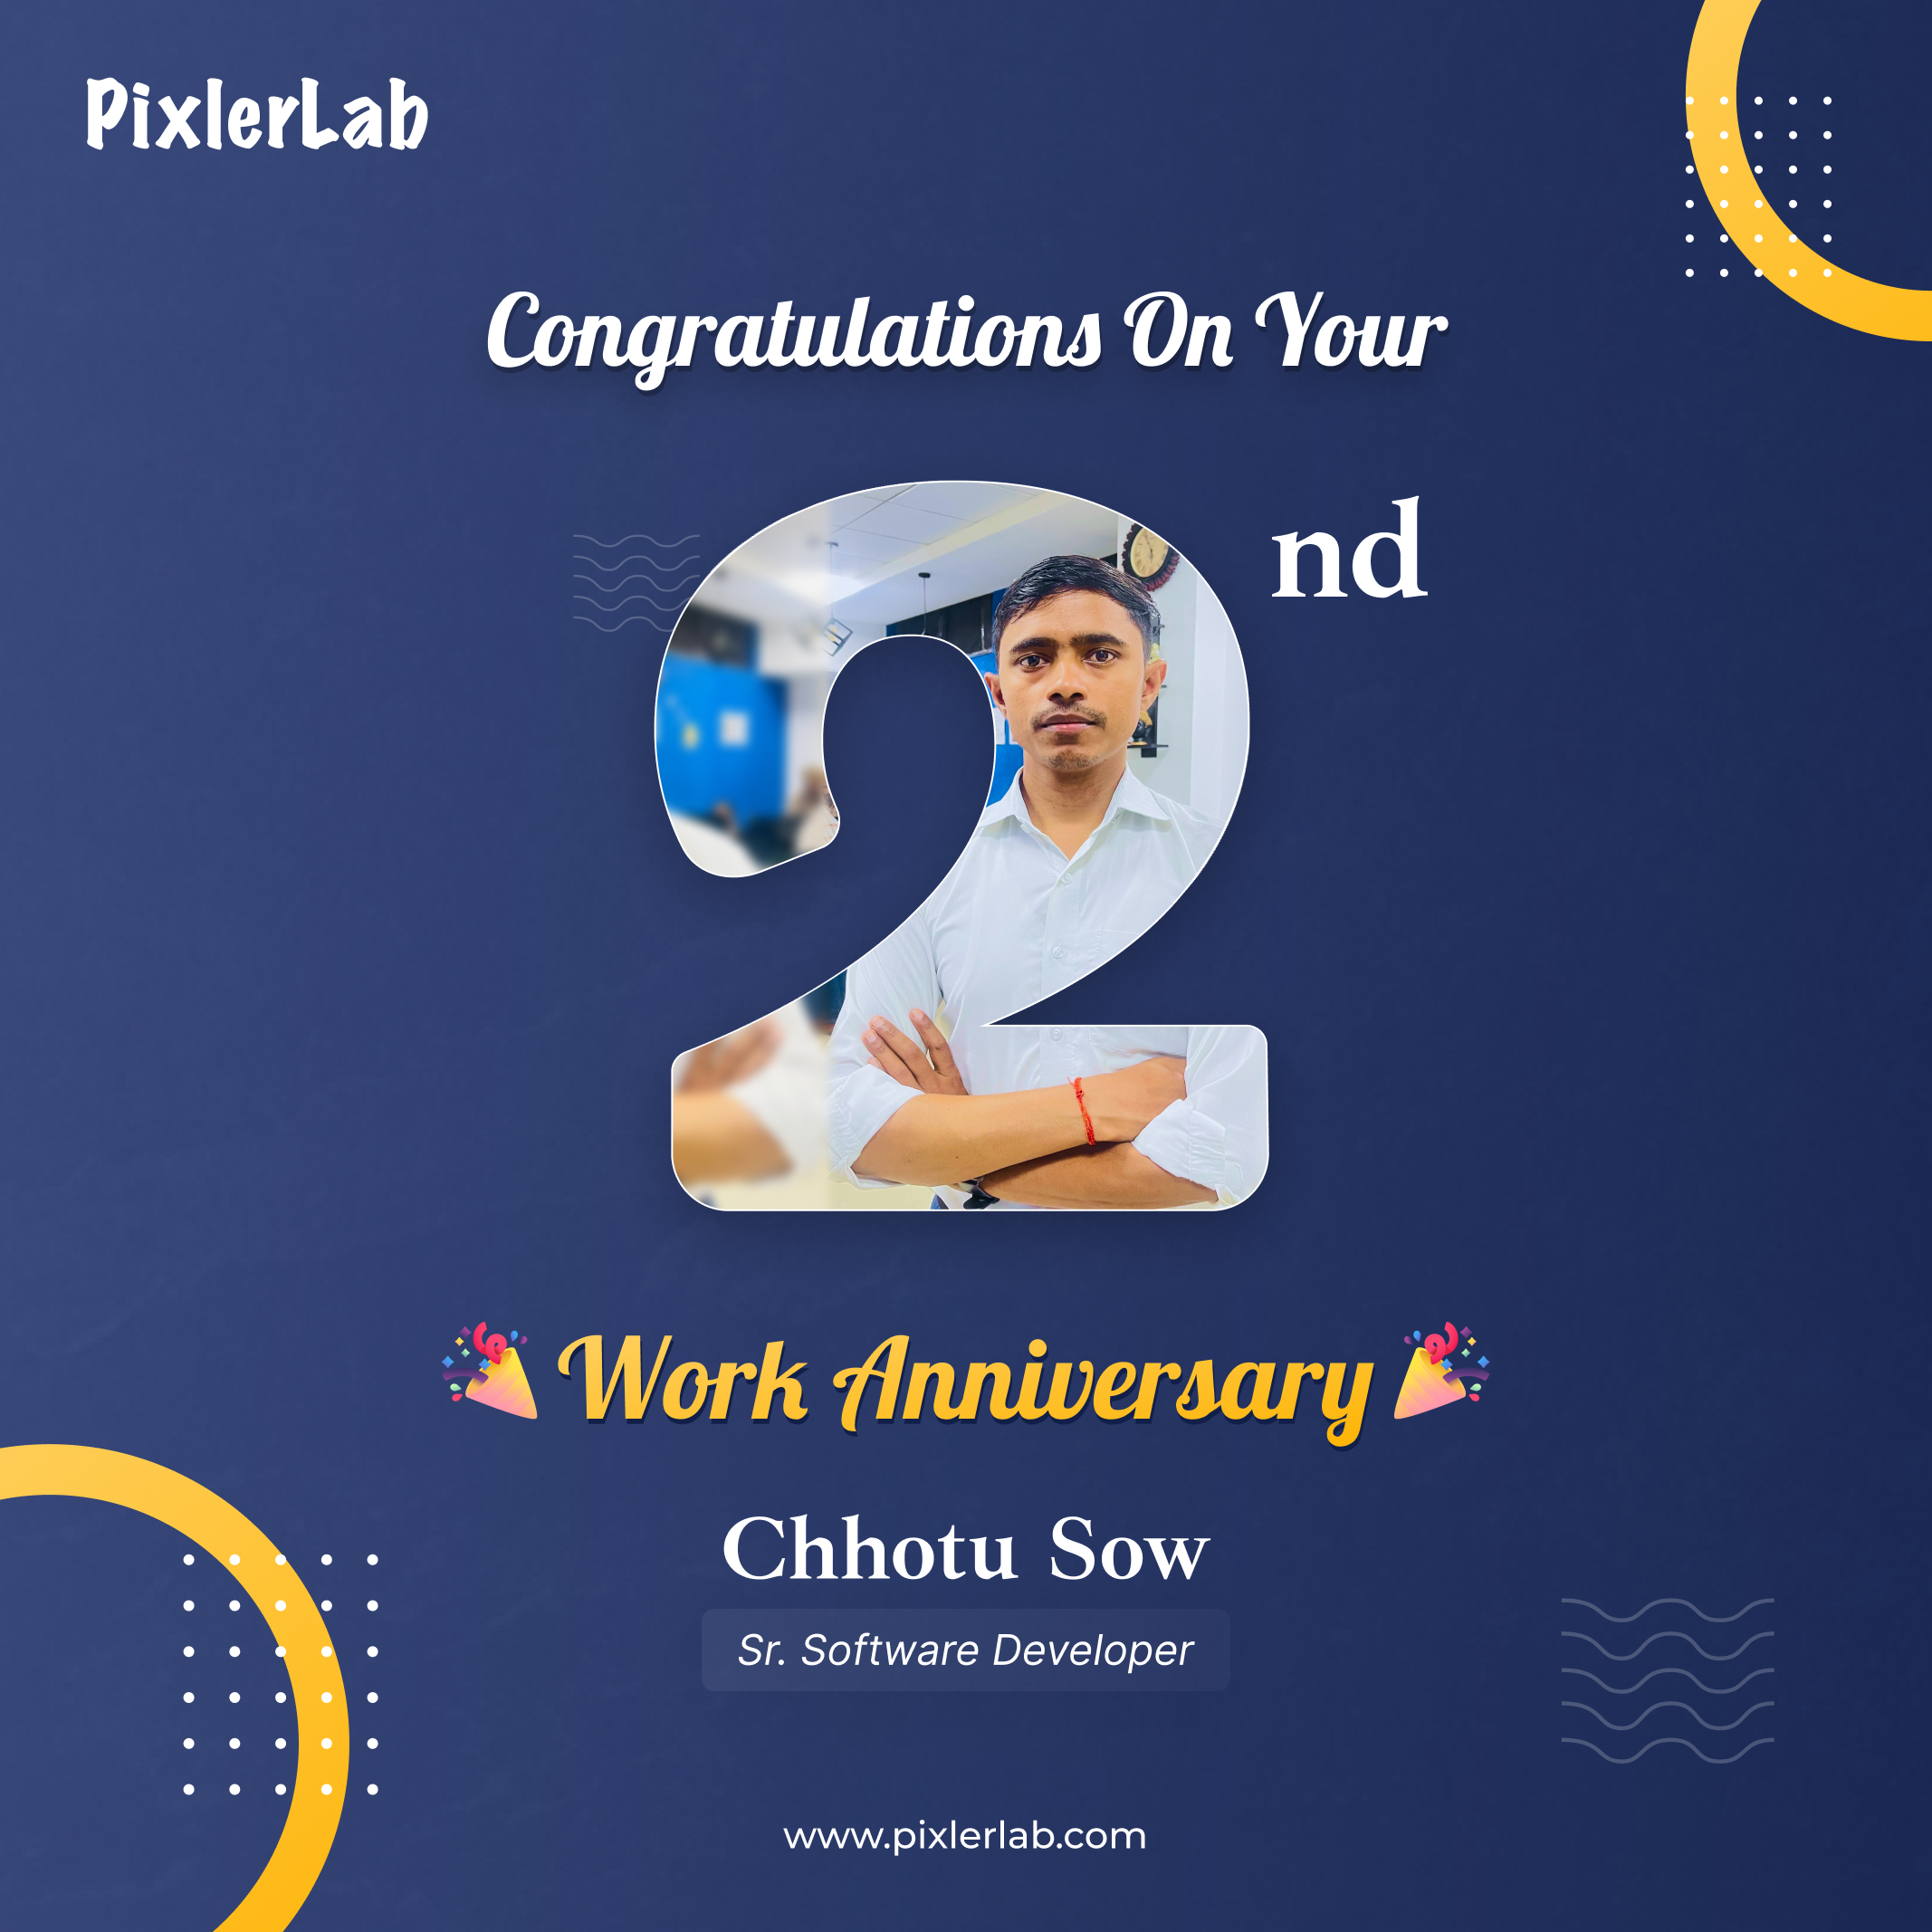 PixlerLab
Congratulations On Your
2nd
Work Anniversary
Chhotu Sow
Sr. Software Developer
www.pixlerlab.com